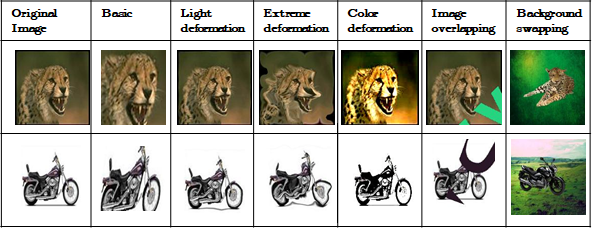 Original Image
Basic
Light deformation
Extreme deformation
Color deformation
Image overlapping
Background swapping